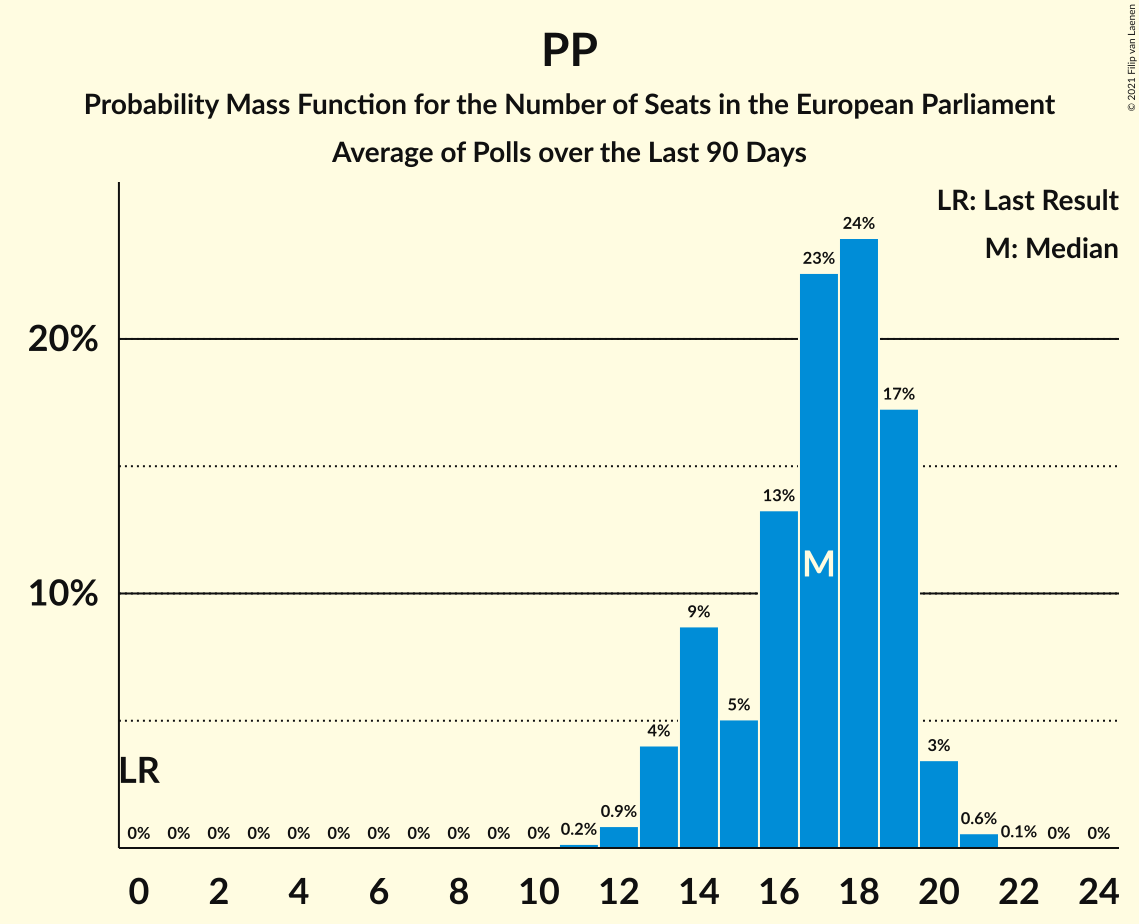 © 2021 Filip van Laenen
PP
Probability Mass Function for the Number of Seats in the European Parliament
Average of Polls over the Last 90 Days
LR: Last Result
M: Median
20%
10%
LR
M
0% 0% 0% 0% 0% 0% 0% 0% 0% 0% 0% 0.2% 0.9% 4% 9% 5% 13% 23% 24% 17% 3% 0.6% 0.1% 0% 0%
0 2 4 6 8 10 12 14 16 18 20 22 24